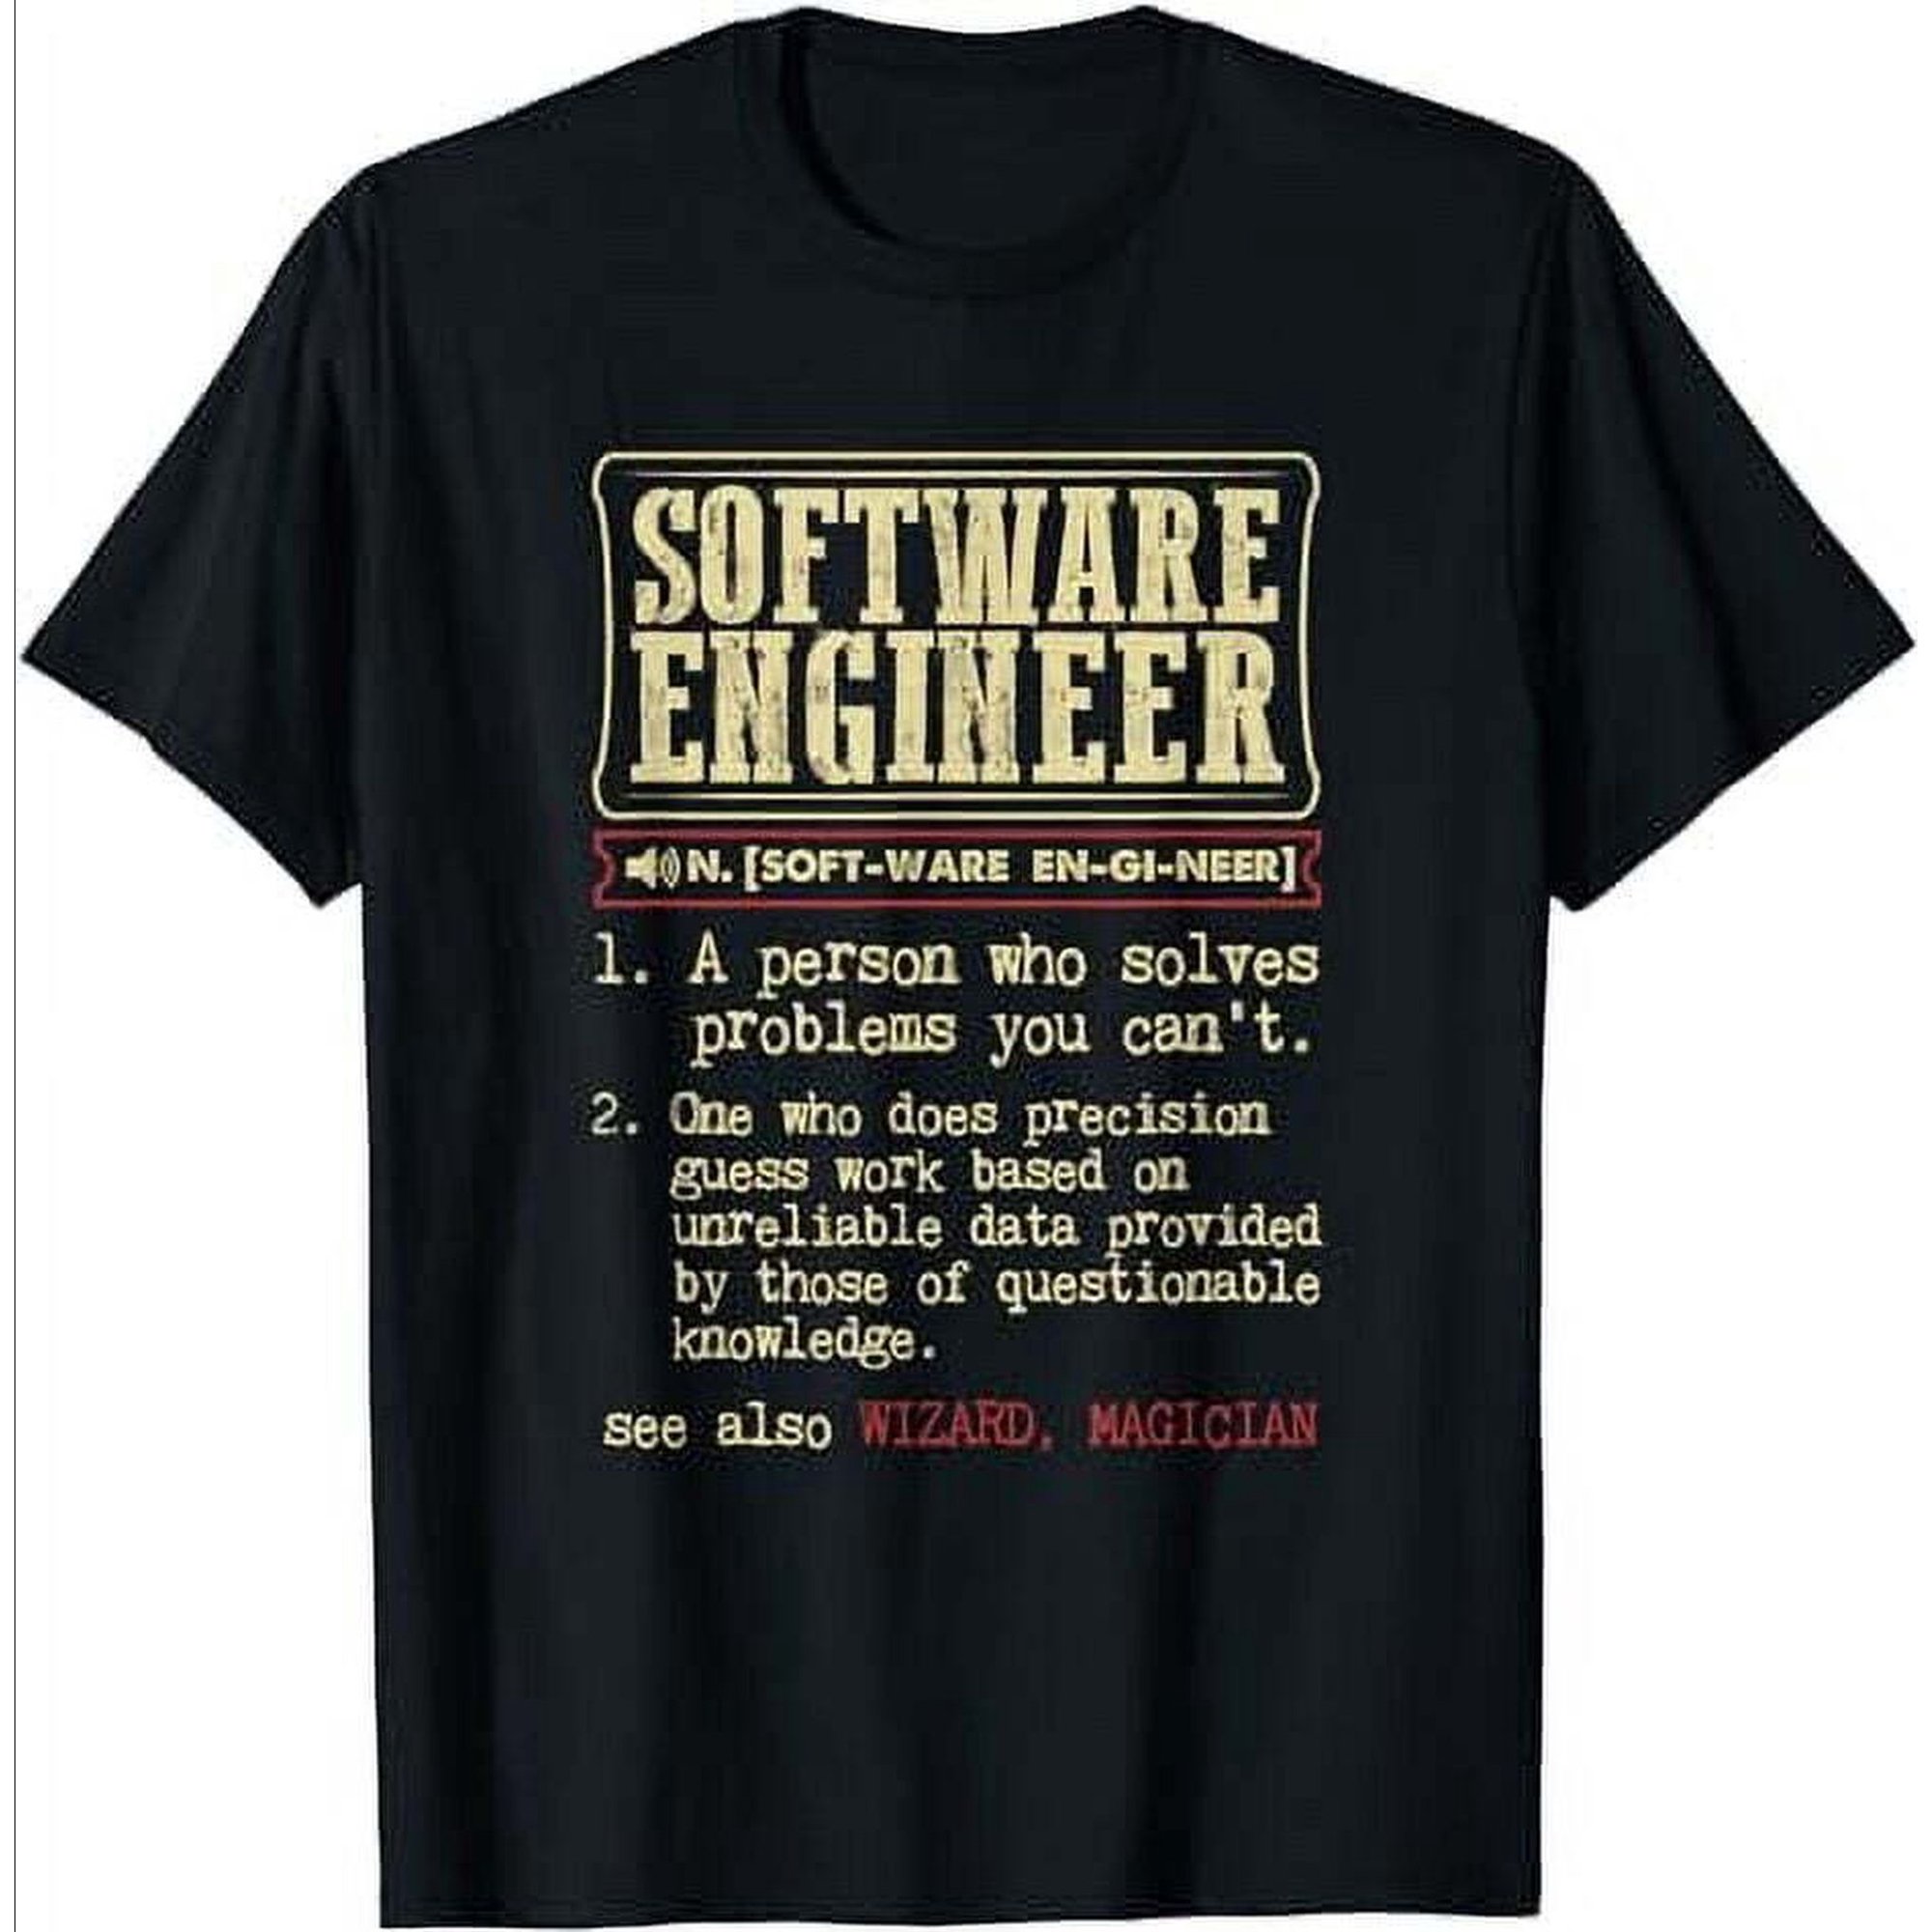 SOFTWARE
ENGINEER
N. [SOFT-WARE EN-GI-NEER]
1. A person who solves
problems you can't.
2. One who does precision
guess work based on
unreliable data provided
by those of questionable
knowledge.
see also WIZARD, MAGICIAN